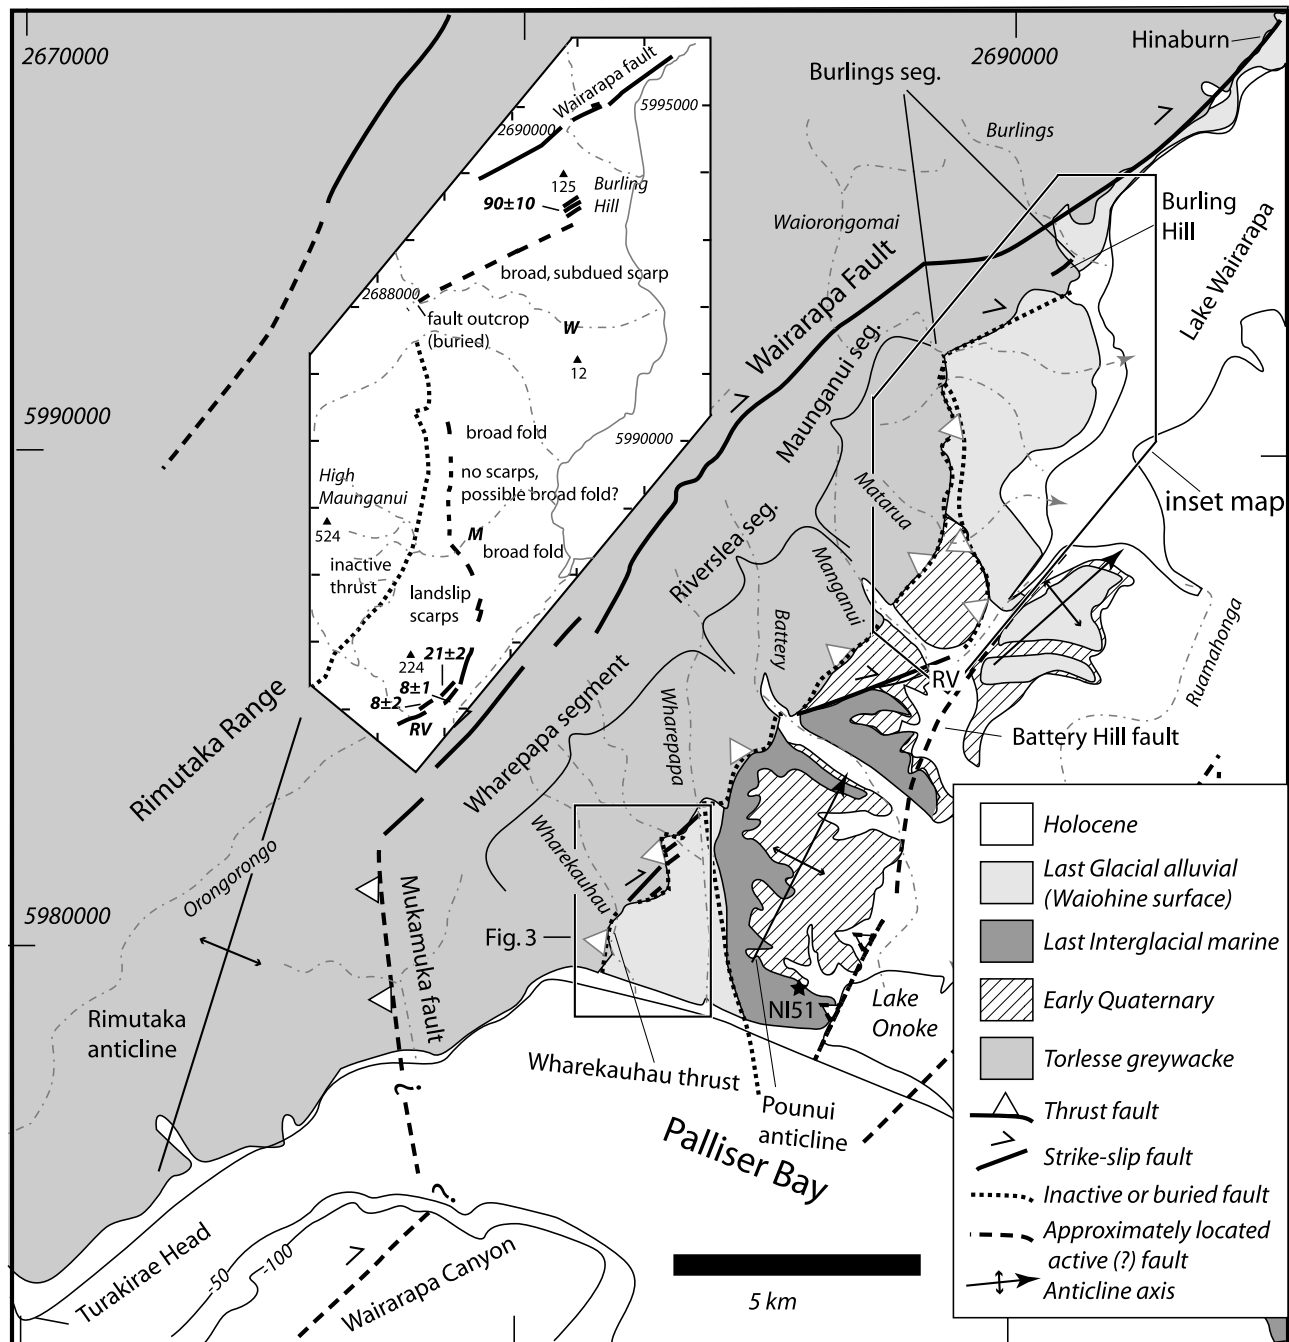 2670000
2690000
Hinaburn
Burlings seg.
Burlings
Wairarapa fault
5995000
2690000
125
Burling
Hill
90±10
broad, subdued scarp
2688000
fault outcrop
(buried)
W
12
broad fold
5990000
no scarps,
possible broad fold?
High
Maunganui
524
M
broad fold
inactive
thrust
landslip
scarps
224
21±2
8±1
8±2
RV
Waiorongomai
Burling
Hill
Lake Wairarapa
Wairarapa Fault
Maunganui seg.
5990000
Matarua
inset map
Riverslea seg.
Manganui
Battery
RV
Ruamahonga
Battery Hill fault
Rimutaka Range
Wharepapa segment
Wharepapa
Orongorongo
Wharekauhau
Mukamuka fault
5980000
Fig. 3
Rimutaka
anticline
NI51
Lake
Onoke
Wharekauhau thrust
Pounui
anticline
Palliser Bay
?
?
Turakirae Head
-50
-100
Wairarapa Canyon
5 km
Holocene
Last Glacial alluvial
(Waiohine surface)
Last Interglacial marine
Early Quaternary
Torlesse greywacke
Thrust fault
Strike-slip fault
Inactive or buried fault
Approximately located
active (?) fault
Anticline axis